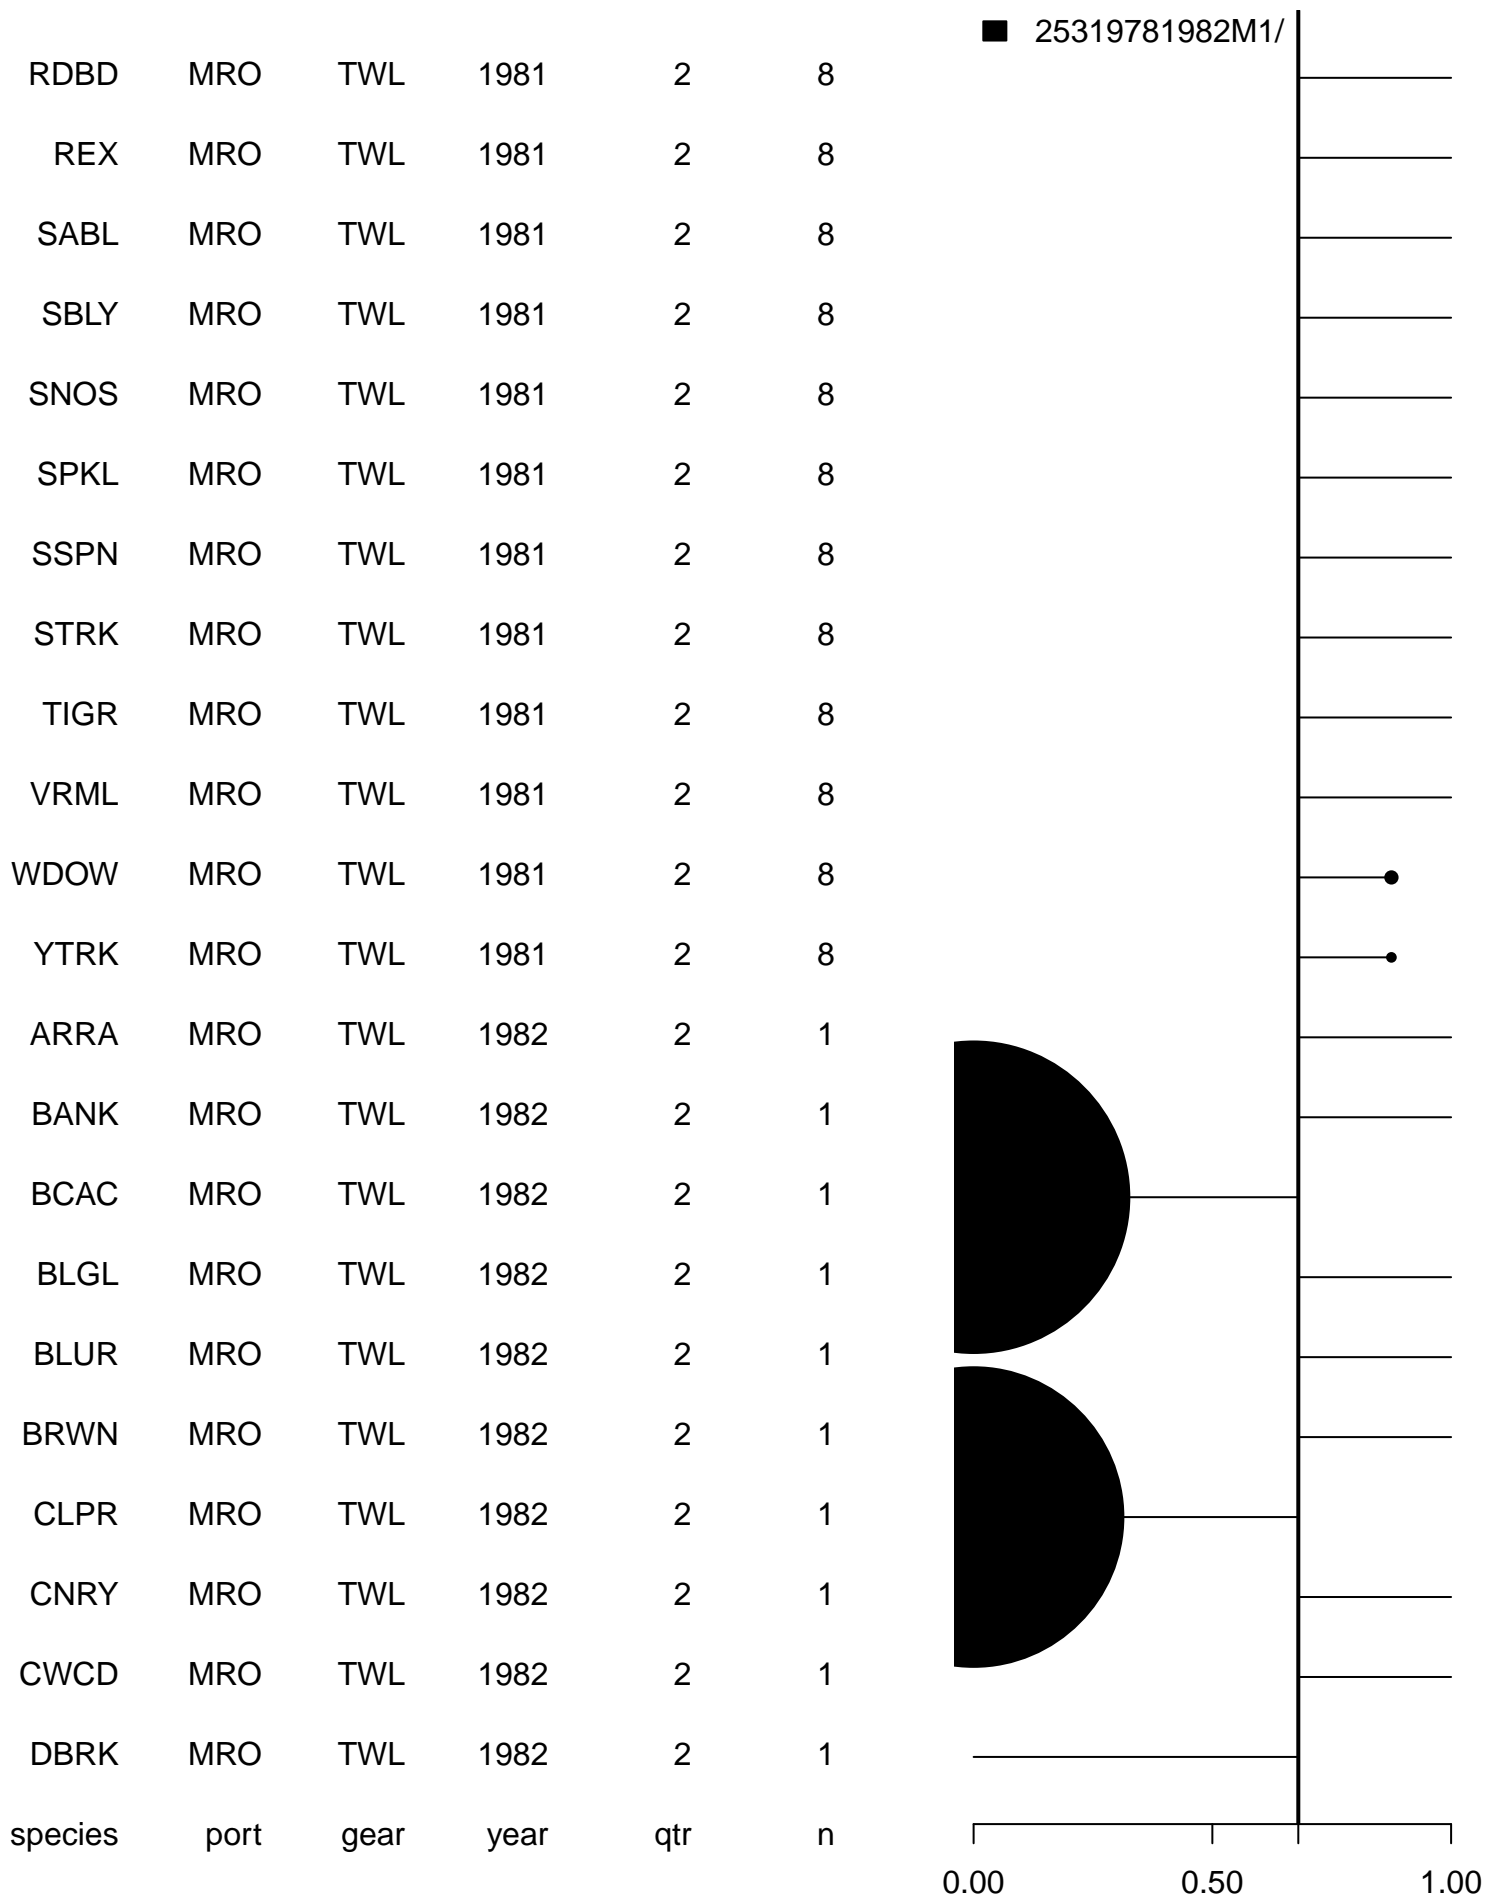 25319781982M1/
RDBD MRO TWL 1981 2 8
REX MRO TWL 1981 2 8
SABL MRO TWL 1981 2 8
SBLY MRO TWL 1981 2 8
SNOS MRO TWL 1981 2 8
SPKL MRO TWL 1981 2 8
SSPN MRO TWL 1981 2 8
STRK MRO TWL 1981 2 8
TIGR MRO TWL 1981 2 8
VRML MRO TWL 1981 2 8
WDOW MRO TWL 1981 2 8
YTRK MRO TWL 1981 2 8
ARRA MRO TWL 1982 2 1
BANK MRO TWL 1982 2 1
BCAC MRO TWL 1982 2 1
BLGL MRO TWL 1982 2 1
BLUR MRO TWL 1982 2 1
BRWN MRO TWL 1982 2 1
CLPR MRO TWL 1982 2 1
CNRY MRO TWL 1982 2 1
CWCD MRO TWL 1982 2 1
DBRK MRO TWL 1982 2 1
species port gear year qtr n
0.00 0.50 1.00